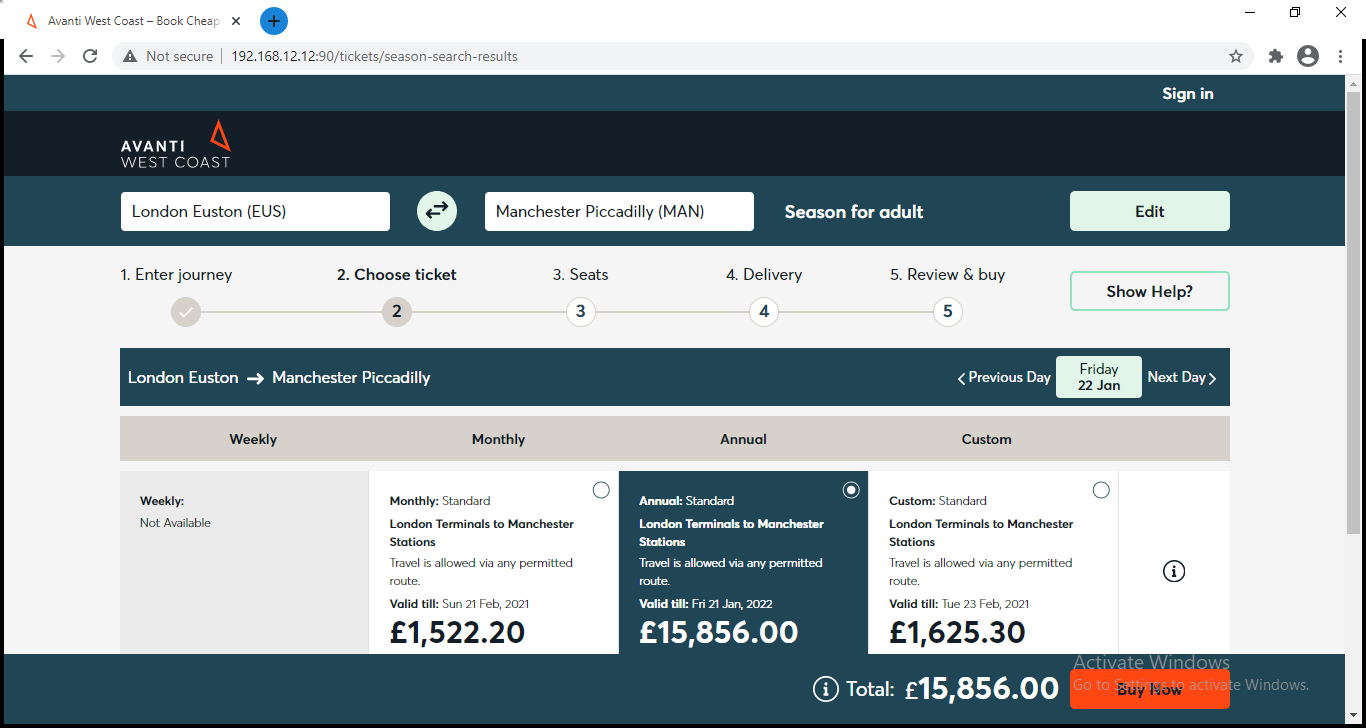 Avanti West Coast – Book Cheap
Not secure 192.168.12.12:90/tickets/season-search-results
Sign in
AVANTI
WEST COAST
London Euston (EUS) Manchester Piccadilly (MAN) Season for adult Edit
1. Enter journey 2. Choose ticket 3. Seats 4. Delivery 5. Review & buy
Show Help?
2 3 4 5
London Euston → Manchester Piccadilly
Previous Day
Friday
22 Jan
Next Day
Weekly Monthly Annual Custom
Weekly:
Not Available
Monthly: Standard
London Terminals to Manchester
Stations
Travel is allowed via any permitted
route.
Valid till: Sun 21 Feb, 2021
£1,522.20
Annual: Standard
London Terminals to Manchester
Stations
Travel is allowed via any permitted
route.
Valid till: Fri 21 Jan, 2022
£15,856.00
Custom: Standard
London Terminals to Manchester
Stations
Travel is allowed via any permitted
route.
Valid till: Tue 23 Feb, 2021
£1,625.30
Total: £15,856.00
Buy Now
Activate Windows
Go to Settings to activate Windows.